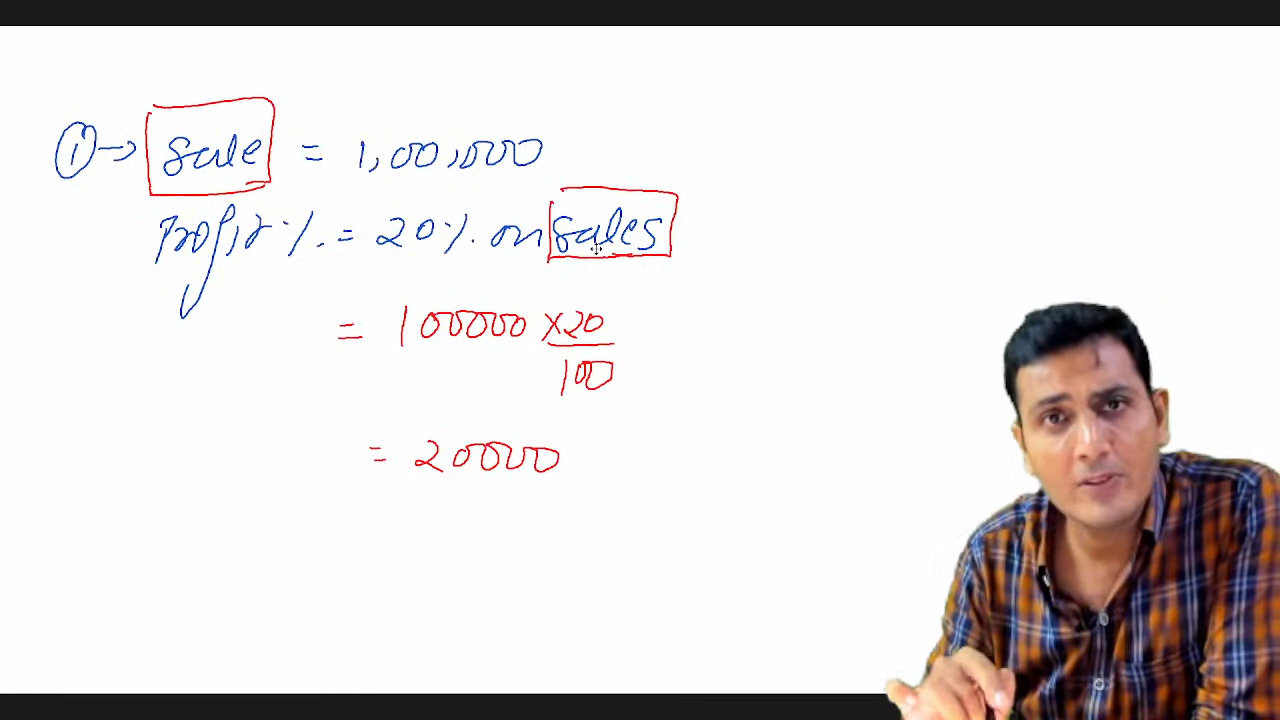 ① → Sale = 1,00,000
Profit % = 20% on Sales
= 100000 × 20
100
= 20000